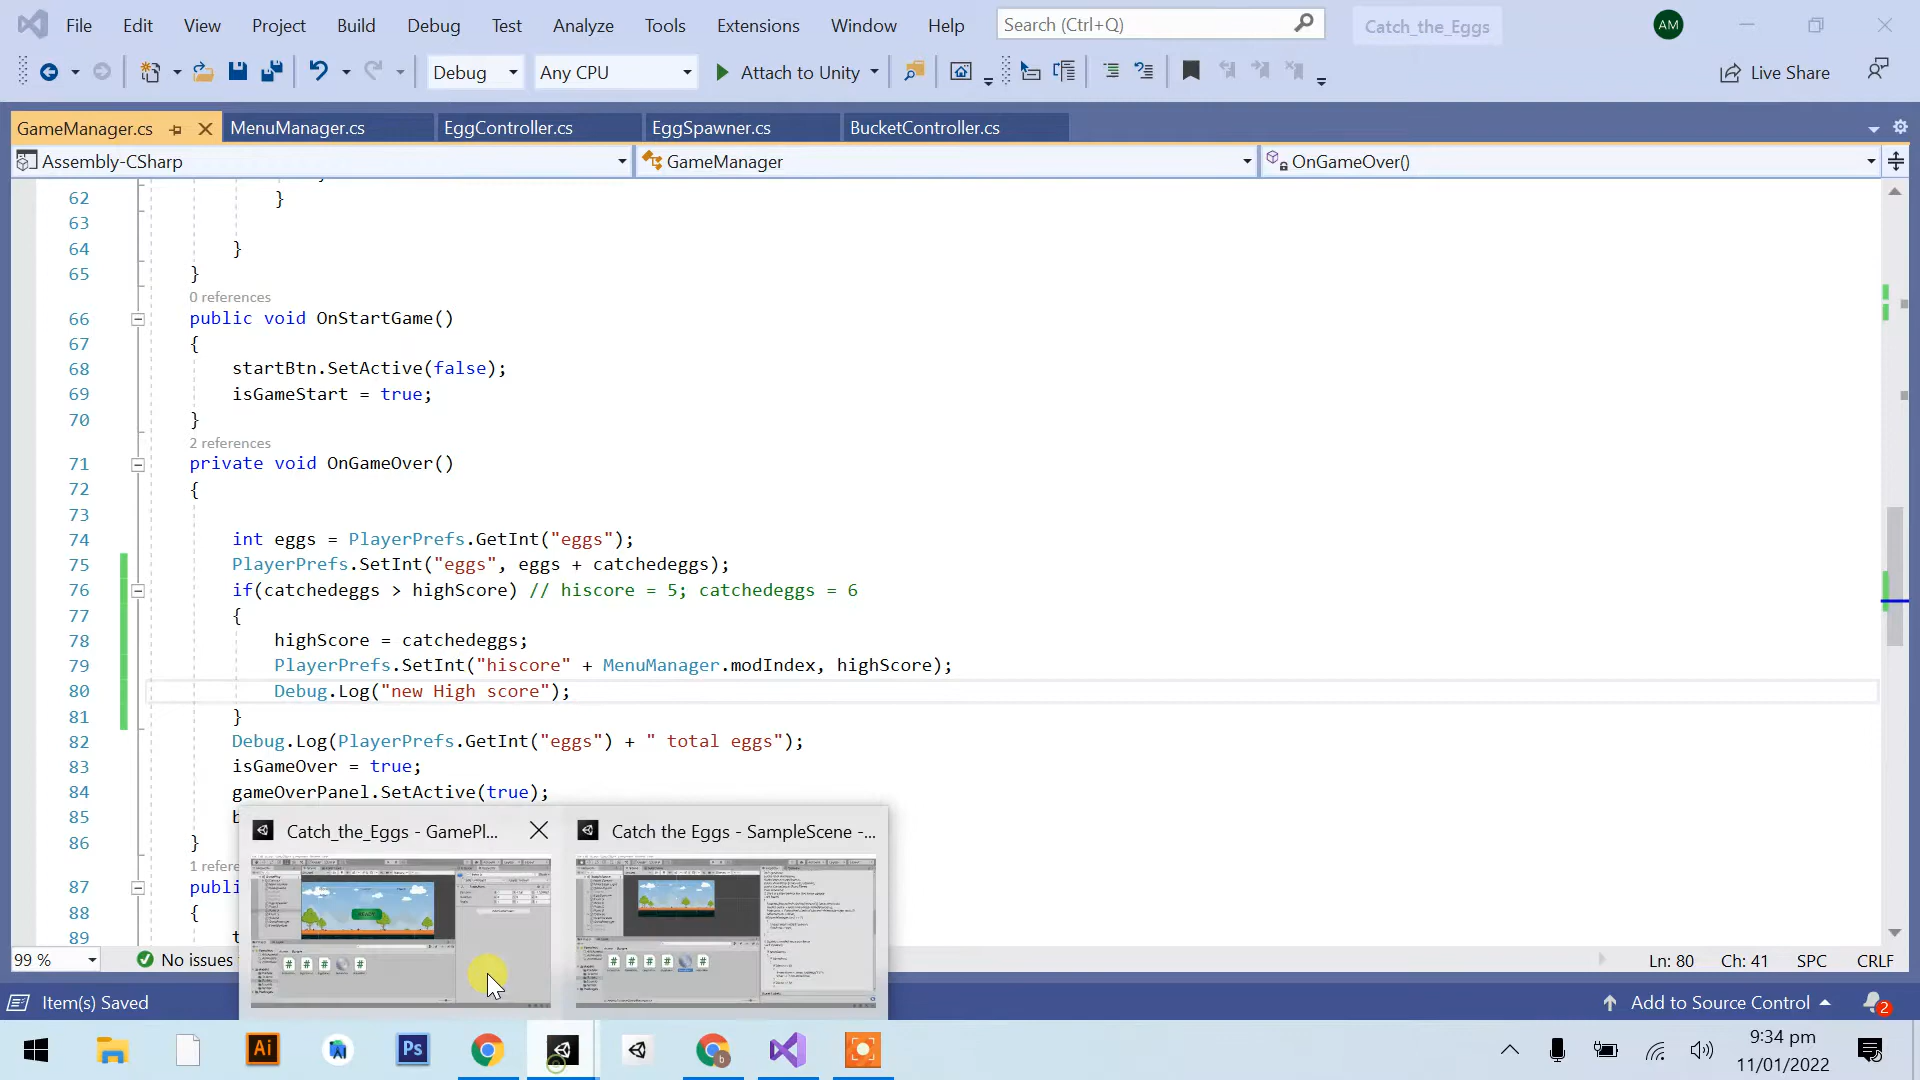 File Edit View Project Build Debug Test Analyze Tools Extensions Window Help Search (Ctrl+Q) Catch_the_Eggs AM
Debug Any CPU Attach to Unity Live Share
GameManager.cs MenuManager.cs EggController.cs EggSpawner.cs BucketController.cs
Assembly-CSharp GameManager OnGameOver()
62 }
63
64 }
65 }
0 references
66 public void OnStartGame()
67 {
68 startBtn.SetActive(false);
69 isGameStart = true;
70 }
2 references
71 private void OnGameOver()
72 {
73
74 int eggs = PlayerPrefs.GetInt("eggs");
75 PlayerPrefs.SetInt("eggs", eggs + catchedeggs);
76 if(catchedeggs > highScore) // hiscore = 5; catchedeggs = 6
77 {
78 highScore = catchedeggs;
79 PlayerPrefs.SetInt("hiscore" + MenuManager.modIndex, highScore);
80 Debug.Log("new High score");
81 }
82 Debug.Log(PlayerPrefs.GetInt("eggs") + " total eggs");
83 isGameOver = true;
84 gameOverPanel.SetActive(true);
85
86 }
1 refere
87 publi
88 {
89 t
Catch_the_Eggs - GamePl... Catch the Eggs - SampleScene -...
99 % No issues Ln: 80 Ch: 41 SPC CRLF
Item(s) Saved Add to Source Control 2
Ai Ps b 9:34 pm
11/01/2022